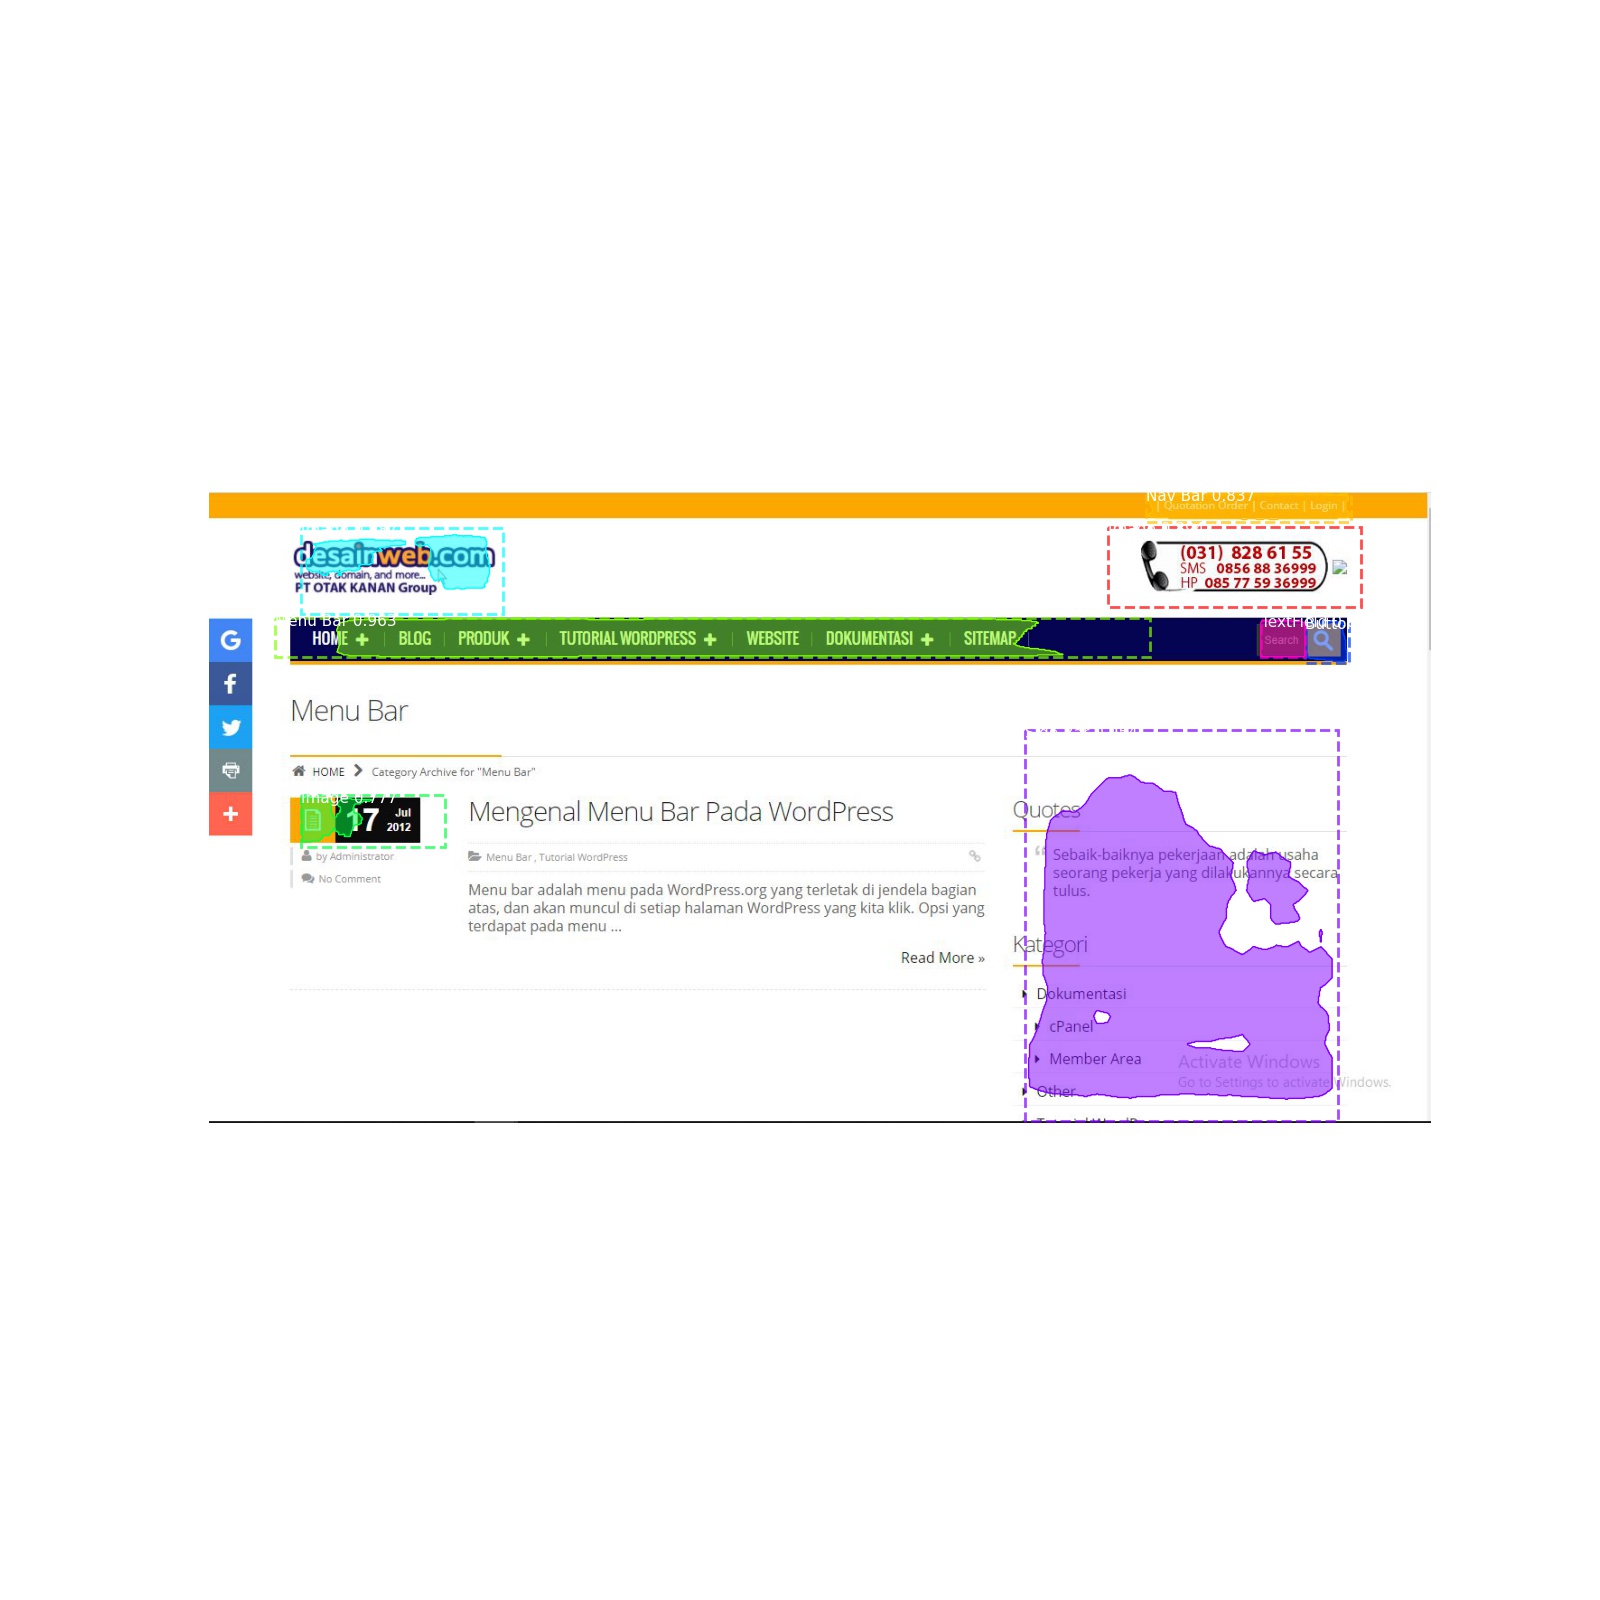 Nav Bar 0.837
| Quotation Order | Contact | Login |
desainweb.com
website, domain, and more...
PT OTAK KANAN Group
(031) 828 61 55
SMS 0856 88 36999
HP 085 77 59 36999
enu Bar 0.963
HOME
BLOG
PRODUK
TUTORIAL WORDPRESS
WEBSITE
DOKUMENTASI
SITEMAP
Search
Menu Bar
HOME
Category Archive for "Menu Bar"
Image 0.777
17
Jul
2012
by Administrator
No Comment
Mengenal Menu Bar Pada WordPress
Menu Bar , Tutorial WordPress
Menu bar adalah menu pada WordPress.org yang terletak di jendela bagian
atas, dan akan muncul di setiap halaman WordPress yang kita klik. Opsi yang
terdapat pada menu ...
Read More »
Quotes
Sebaik-baiknya pekerjaan adalah usaha
seorang pekerja yang dilakukannya secara
tulus.
Kategori
Dokumentasi
cPanel
Member Area
Other
Activate Windows
Go to Settings to activate Windows.